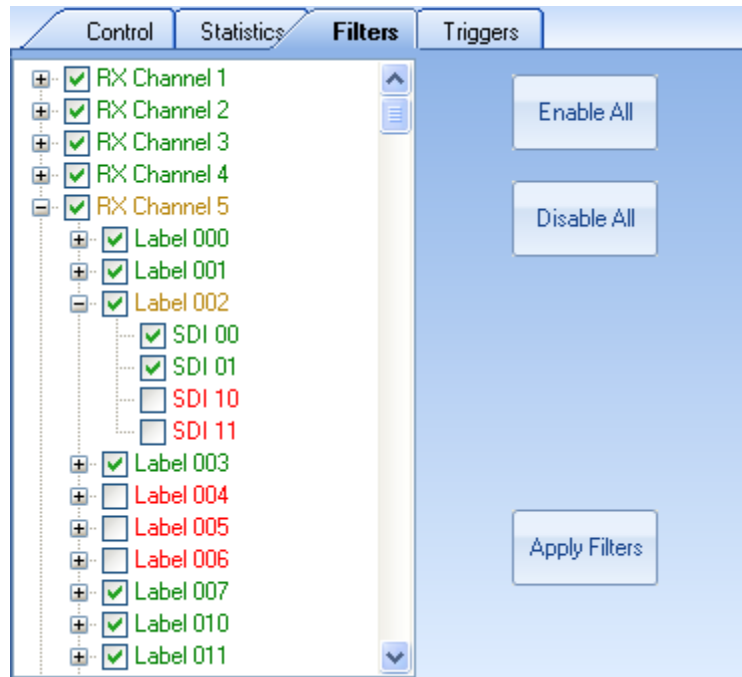 Control Statistics Filters Triggers
RX Channel 1
RX Channel 2
RX Channel 3
RX Channel 4
RX Channel 5
Label 000
Label 001
Label 002
SDI 00
SDI 01
SDI 10
SDI 11
Label 003
Label 004
Label 005
Label 006
Label 007
Label 010
Label 011
Enable All
Disable All
Apply Filters